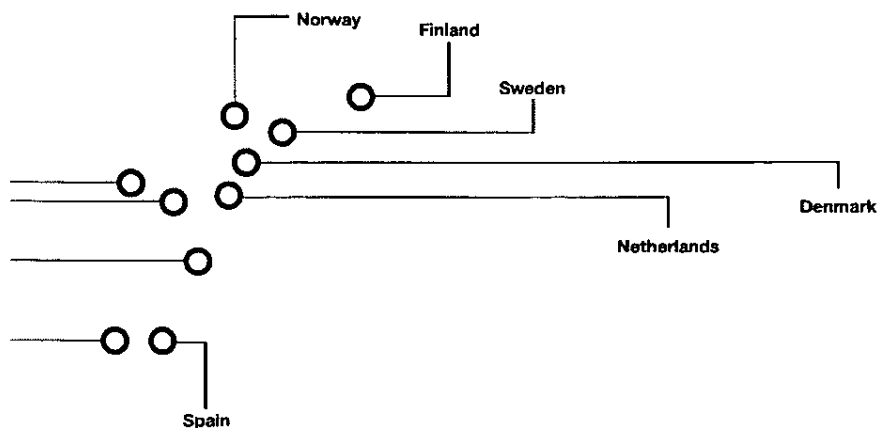 Norway
Finland
Sweden
Denmark
Netherlands
Spain